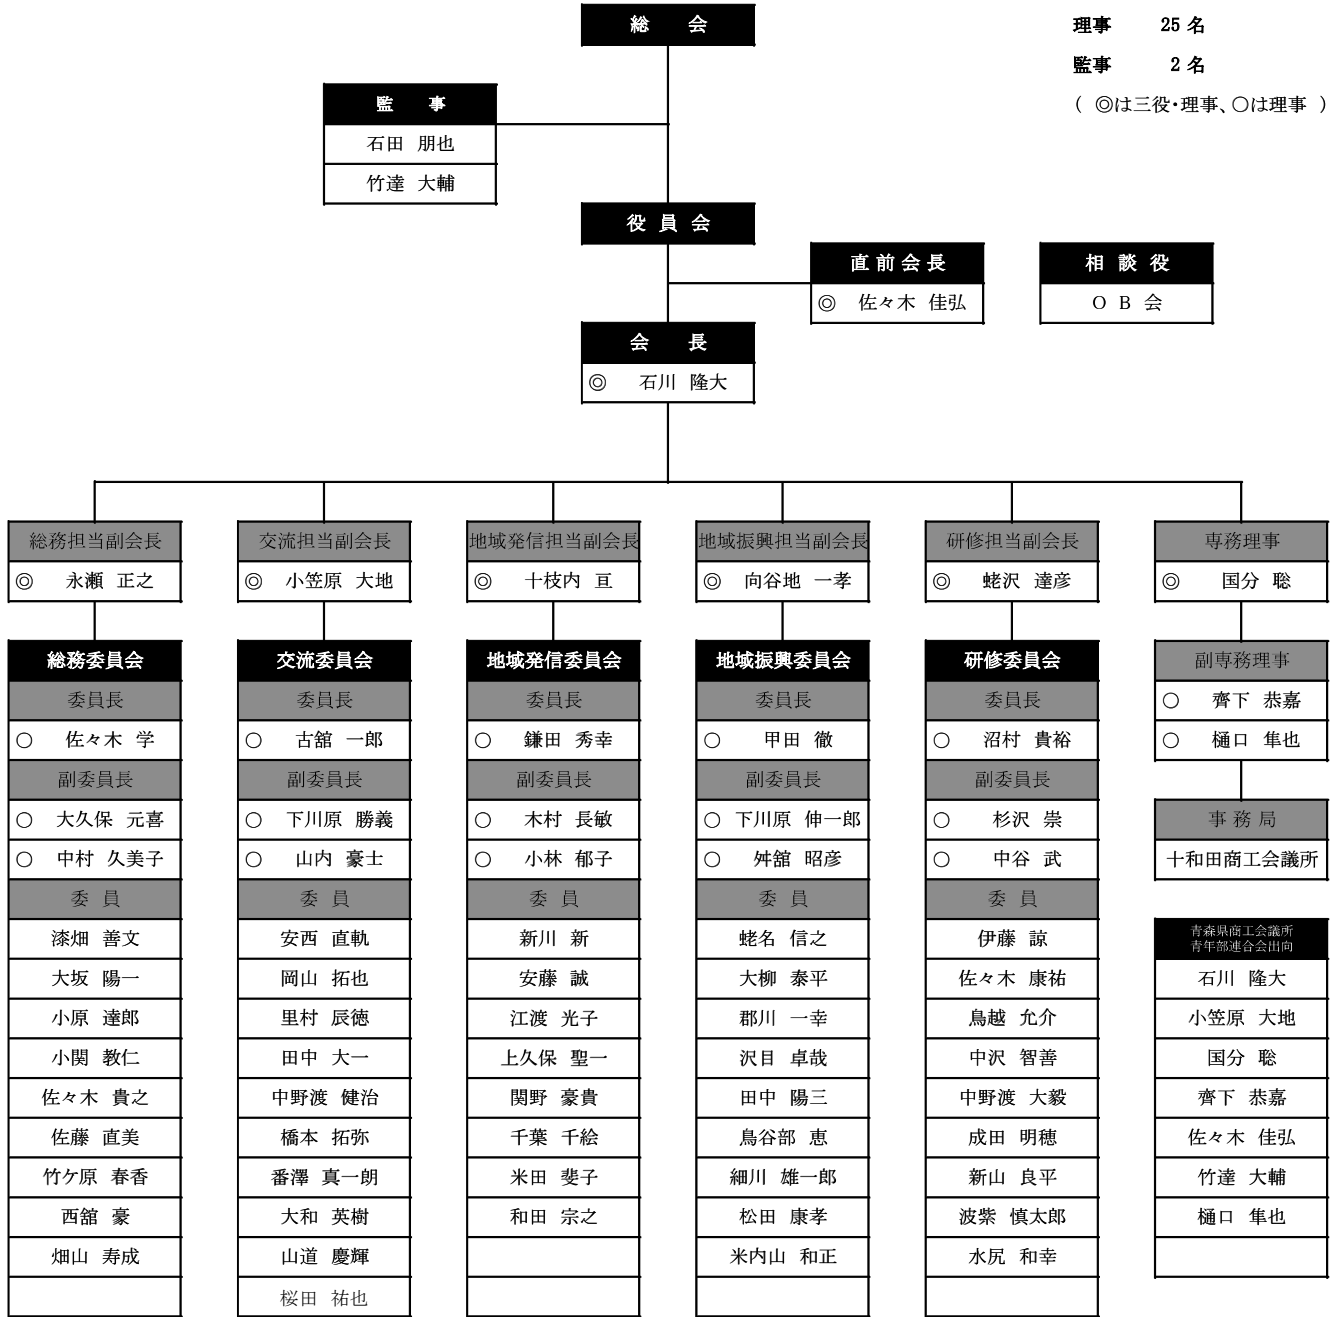 総　会
理事　25 名
監事　2 名
（ ◎は三役・理事、○は理事 ）
監　事
石田 朋也
竹達 大輔
役 員 会
直 前 会 長
◎ 佐々木 佳弘
相 談 役
O B 会
会　長
◎ 石川 隆大
総務担当副会長
◎ 永瀬 正之
総務委員会
委員長
○ 佐々木 学
副委員長
○ 大久保 元喜
○ 中村 久美子
委 員
漆畑 善文
大坂 陽一
小原 達郎
小関 教仁
佐々木 貴之
佐藤 直美
竹ケ原 春香
西舘 豪
畑山 寿成
交流担当副会長
◎ 小笠原 大地
交流委員会
委員長
○ 古舘 一郎
副委員長
○ 下川原 勝義
○ 山内 豪士
委 員
安西 直軌
岡山 拓也
里村 辰徳
田中 大一
中野渡 健治
橋本 拓弥
番澤 真一朗
大和 英樹
山道 慶輝
桜田 祐也
地域発信担当副会長
◎ 十枝内 亘
地域発信委員会
委員長
○ 鎌田 秀幸
副委員長
○ 木村 長敏
○ 小林 郁子
委 員
新川 新
安藤 誠
江渡 光子
上久保 聖一
関野 豪貴
千葉 千絵
米田 斐子
和田 宗之
地域振興担当副会長
◎ 向谷地 一孝
地域振興委員会
委員長
○ 甲田 徹
副委員長
○ 下川原 伸一郎
○ 舛舘 昭彦
委 員
蛯名 信之
大柳 泰平
郡川 一幸
沢目 卓哉
田中 陽三
鳥谷部 恵
細川 雄一郎
松田 康孝
米内山 和正
研修担当副会長
◎ 蛯沢 達彦
研修委員会
委員長
○ 沼村 貴裕
副委員長
○ 杉沢 崇
○ 中谷 武
委 員
伊藤 諒
佐々木 康祐
鳥越 允介
中沢 智善
中野渡 大毅
成田 明穂
新山 良平
波紫 慎太郎
水尻 和幸
専務理事
◎ 国分 聡
副専務理事
○ 齊下 恭嘉
○ 樋口 隼也
事 務 局
十和田商工会議所
青森県商工会議所
青年部連合会出向
石川 隆大
小笠原 大地
国分 聡
齊下 恭嘉
佐々木 佳弘
竹達 大輔
樋口 隼也